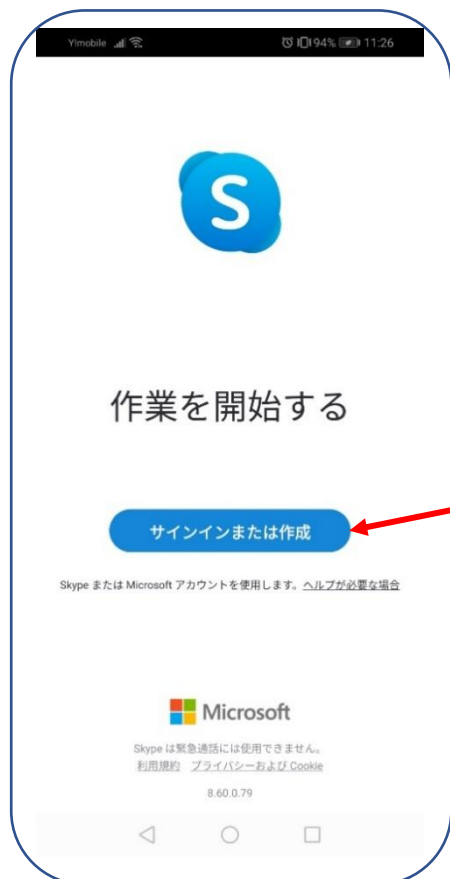 Y!mobile 94% 11:26
S
作業を開始する
サインインまたは作成
Skype または Microsoft アカウントを使用します。ヘルプが必要な場合
Microsoft
Skype は緊急通話には使用できません。
利用規約 プライバシーおよび Cookie
8.60.0.79